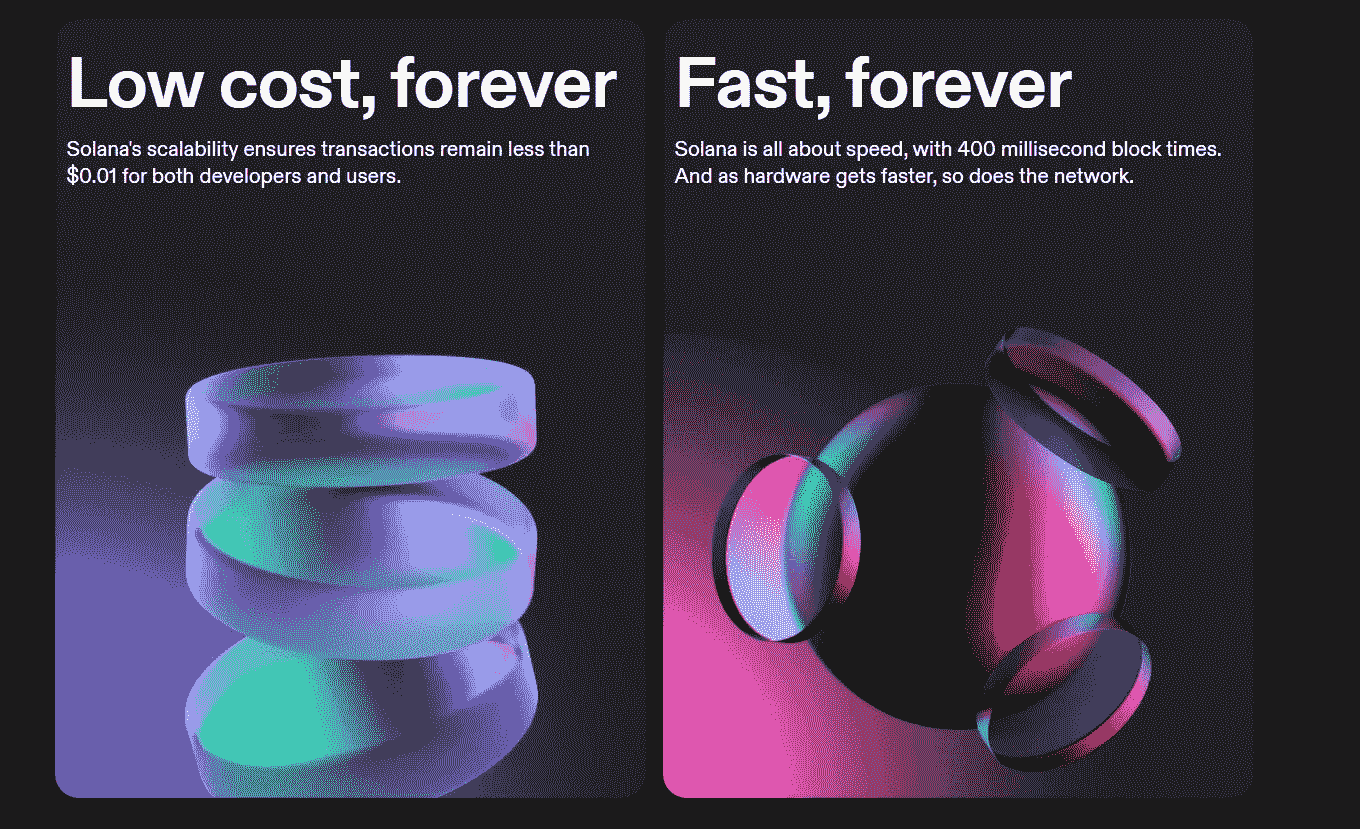 Low cost, forever
Solana's scalability ensures transactions remain less than
$0.01 for both developers and users.
Fast, forever
Solana is all about speed, with 400 millisecond block times.
And as hardware gets faster, so does the network.